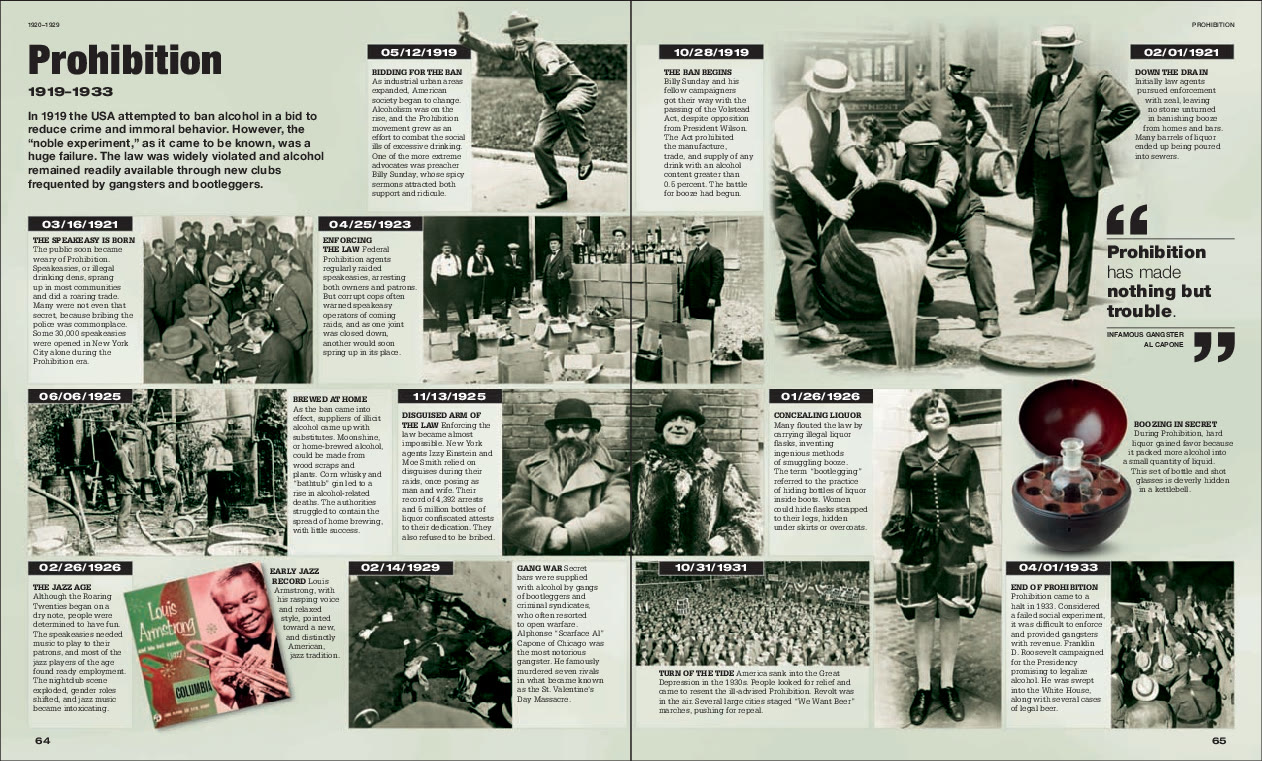 1920–1929
PROHIBITION
Prohibition
1919–1933
In 1919 the USA attempted to ban alcohol in a bid to
reduce crime and immoral behavior. However, the
“noble experiment,” as it came to be known, was a
huge failure. The law was widely violated and alcohol
remained readily available through new clubs
frequented by gangsters and bootleggers.
05/12/1919
BIDDING FOR THE BAN
As industrial urban areas
expanded, American
society began to change.
Alcoholism was on the
rise, and the Prohibition
movement grew as an
effort to combat the social
ills of excessive drinking.
One of the more extreme
advocates was preacher
Billy Sunday, whose spicy
sermons attracted both
support and ridicule.
10/28/1919
THE BAN BEGINS
Billy Sunday and his
fellow campaigners
got their way with the
passing of the Volstead
Act, despite opposition
from President Wilson.
The Act prohibited
the manufacture,
trade, and supply of any
drink with an alcohol
content greater than
0.5 percent. The battle
for booze had begun.
02/01/1921
DOWN THE DRAIN
Initially law agents
pursued enforcement
with zeal, leaving
no stone unturned
in banishing booze
from homes and bars.
Many barrels of liquor
ended up being poured
into sewers.
“
Prohibition
has made
nothing but
trouble.
INFAMOUS GANGSTER
AL CAPONE
”
03/16/1921
THE SPEAKEASY IS BORN
The public soon became
weary of Prohibition.
Speakeasies, or illegal
drinking dens, sprang
up in most communities
and did a roaring trade.
Many were not even that
secret, because bribing the
police was commonplace.
Some 30,000 speakeasies
were opened in New York
City alone during the
Prohibition era.
04/25/1923
ENFORCING
THE LAW Federal
Prohibition agents
regularly raided
speakeasies, arresting
both owners and patrons.
But corrupt cops often
warned speakeasy
operators of coming
raids, and as one joint
was closed down,
another would soon
spring up in its place.
06/06/1925
BREWED AT HOME
As the ban came into
effect, suppliers of illicit
alcohol came up with
substitutes. Moonshine,
or home-brewed alcohol,
could be made from
wood scraps and
plants. Corn whisky and
“bathtub” gin led to a
rise in alcohol-related
deaths. The authorities
struggled to contain the
spread of home brewing,
with little success.
11/13/1925
DISGUISED ARM OF
THE LAW Enforcing the
law became almost
impossible. New York
agents Izzy Einstein and
Moe Smith relied on
disguises during their
raids, once posing as
man and wife. Their
record of 4,392 arrests
and 5 million bottles of
liquor confiscated attests
to their dedication. They
also refused to be bribed.
01/26/1926
CONCEALING LIQUOR
Many flouted the law by
carrying illegal liquor
flasks, inventing
ingenious methods
of smuggling booze.
The term “bootlegging”
referred to the practice
of hiding bottles of liquor
inside boots. Women
could hide flasks strapped
to their legs, hidden
under skirts or overcoats.
BOOZING IN SECRET
During Prohibition, hard
liquor gained favor because
it packed more alcohol into
a small quantity of liquid.
This set of bottle and shot
glasses is cleverly hidden
in a kettlebell.
02/26/1926
THE JAZZ AGE
Although the Roaring
Twenties began on a
dry note, people were
determined to have fun.
The speakeasies needed
music to play to their
patrons, and most of the
jazz players of the age
found ready employment.
The nightclub scene
exploded, gender roles
shifted, and jazz music
became intoxicating.
Louis
Armstrong
COLUMBIA
EARLY JAZZ
RECORD Louis
Armstrong, with
his rasping voice
and relaxed
style, pointed
toward a new,
and distinctly
American,
jazz tradition.
02/14/1929
GANG WAR Secret
bars were supplied
with alcohol by gangs
of bootleggers and
criminal syndicates,
who often resorted
to open warfare.
Alphonse “Scarface Al”
Capone of Chicago was
the most notorious
gangster. He famously
murdered seven rivals
in what became known
as the St. Valentine’s
Day Massacre.
10/31/1931
TURN OF THE TIDE America sank into the Great
Depression in the 1930s. People looked for relief and
came to resent the ill-advised Prohibition. Revolt was
in the air. Several large cities staged “We Want Beer”
marches, pushing for repeal.
04/01/1933
END OF PROHIBITION
Prohibition came to a
halt in 1933. Considered
a failed social experiment,
it was difficult to enforce
and provided gangsters
with revenue. Franklin
D. Roosevelt campaigned
for the Presidency
promising to legalize
alcohol. He was swept
into the White House,
along with several cases
of legal beer.
64
65